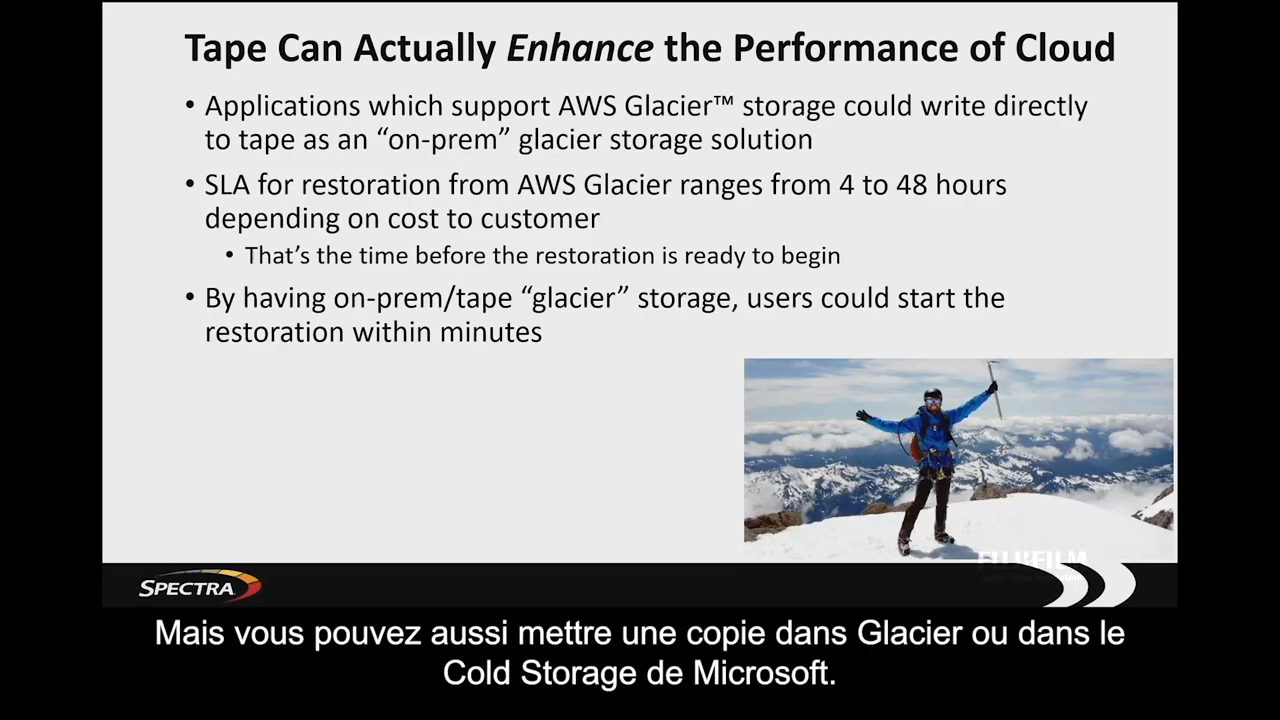 Tape Can Actually Enhance the Performance of Cloud
• Applications which support AWS Glacier™ storage could write directly
to tape as an “on-prem” glacier storage solution
• SLA for restoration from AWS Glacier ranges from 4 to 48 hours
depending on cost to customer
• That’s the time before the restoration is ready to begin
• By having on-prem/tape “glacier” storage, users could start the
restoration within minutes
FUJIFILM
SPECTRA
Mais vous pouvez aussi mettre une copie dans Glacier ou dans le
Cold Storage de Microsoft.